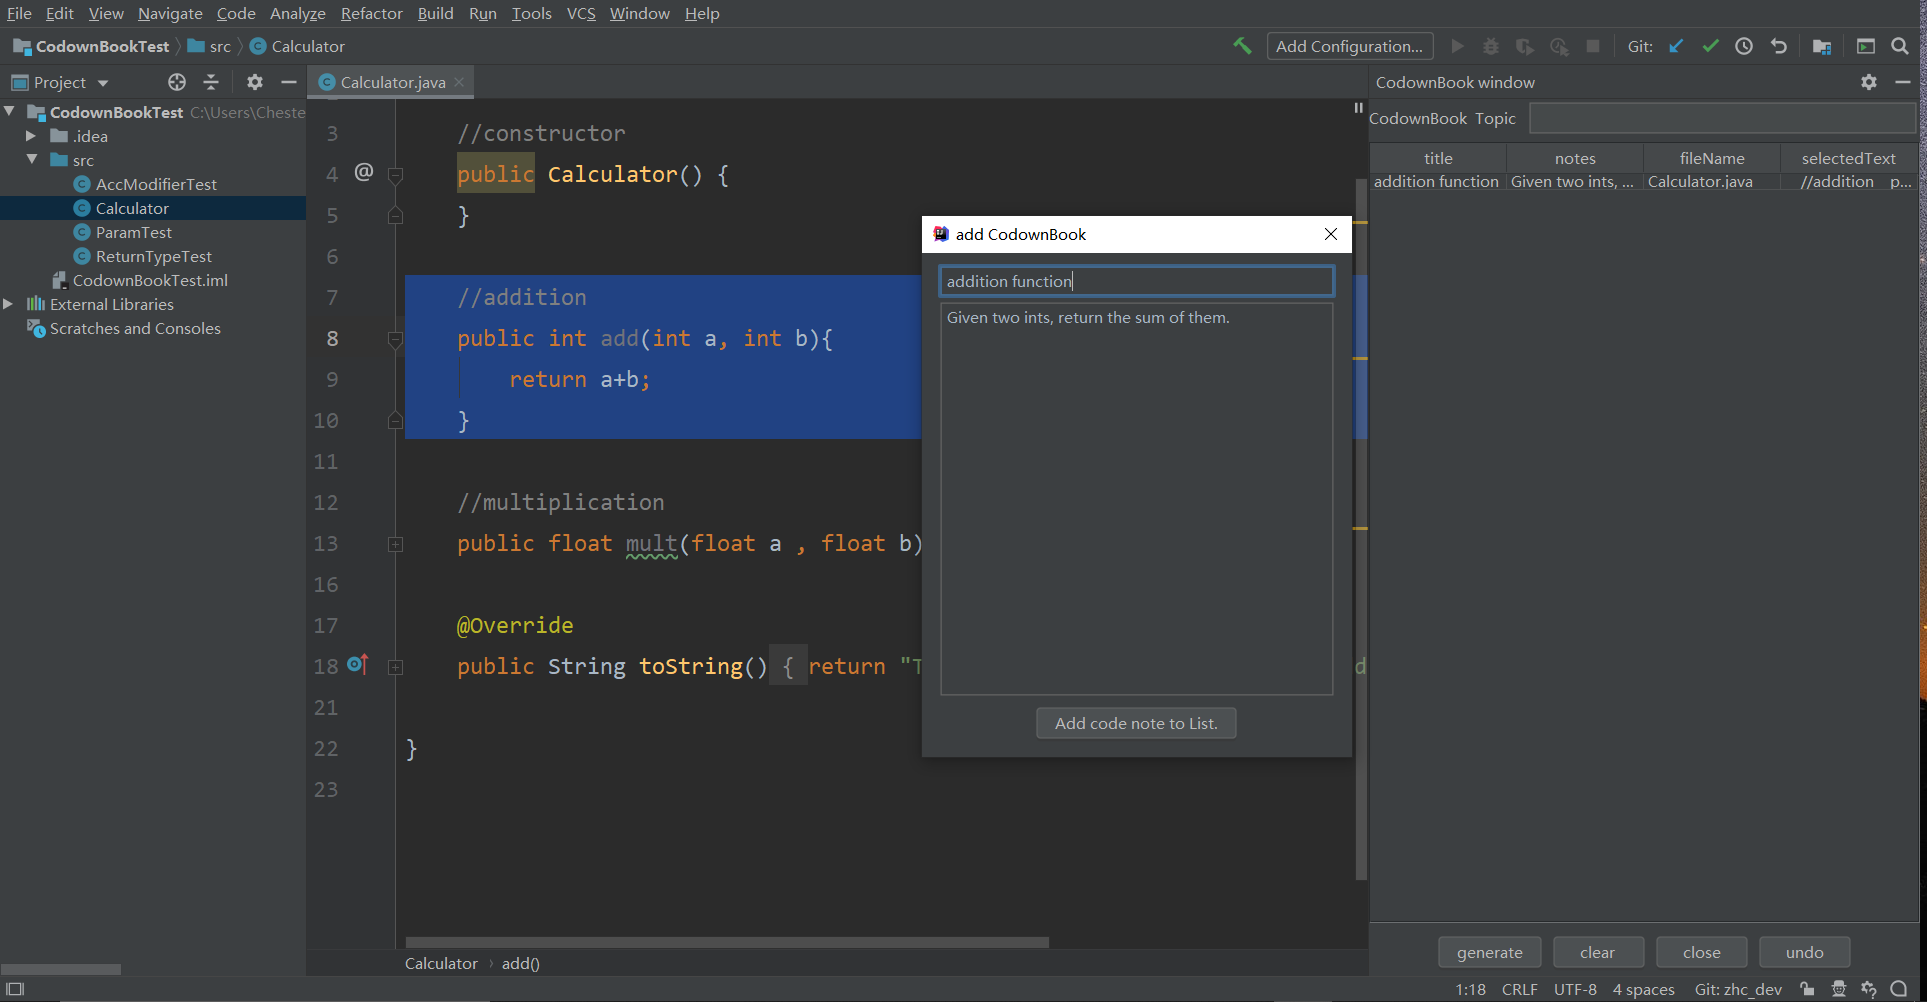 File Edit View Navigate Code Analyze Refactor Build Run Tools VCS Window Help
CodownBookTest src Calculator
Add Configuration... Git:
Project
CodownBookTest C:\Users\Cheste
.idea
src
AccModifierTest
Calculator
ParamTest
ReturnTypeTest
CodownBookTest.iml
External Libraries
Scratches and Consoles
Calculator.java
3 //constructor
4 @ public Calculator() {
5 }
6
7 //addition
8 public int add(int a, int b){
9 return a+b;
10 }
11
12 //multiplication
13 public float mult(float a , float b)
16
17 @Override
18 public String toString() { return "T d
21
22 }
23
Calculator › add()
add CodownBook
addition function
Given two ints, return the sum of them.
Add code note to List.
CodownBook window
CodownBook Topic
title notes fileName selectedText
addition function Given two ints, ... Calculator.java //addition p...
generate clear close undo
1:18 CRLF UTF-8 4 spaces Git: zhc_dev